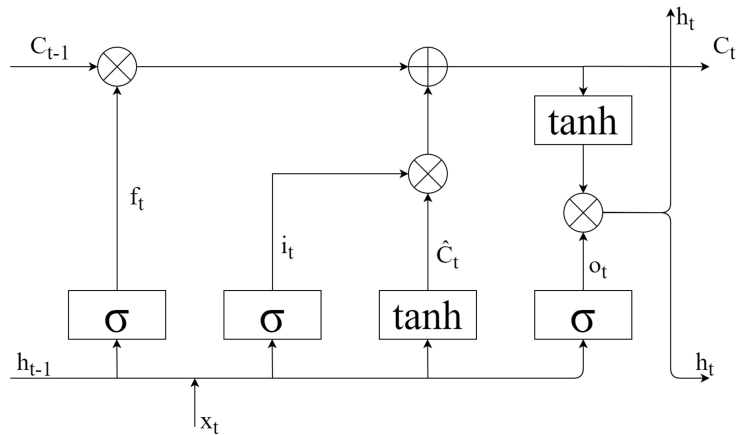 h_t
C_{t-1}
C_t
tanh
f_t
i_t
Ĉ_t
o_t
σ
σ
tanh
σ
h_{t-1}
h_t
x_t